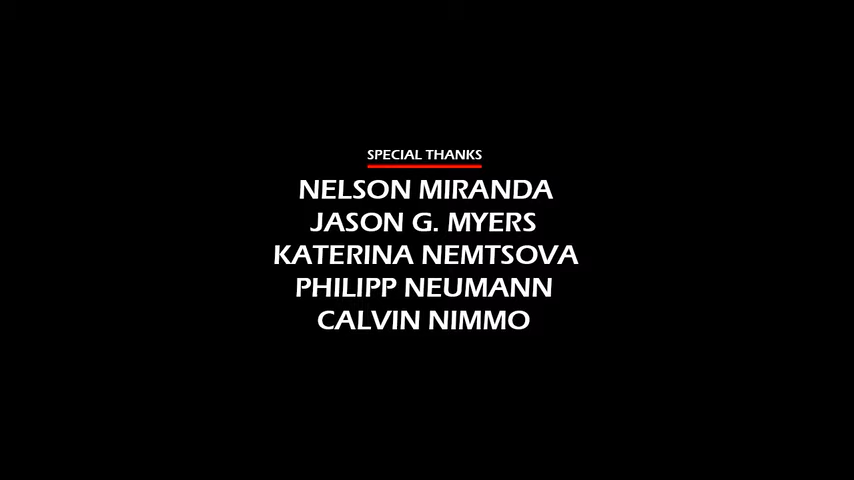 SPECIAL THANKS
NELSON MIRANDA
JASON G. MYERS
KATERINA NEMTSOVA
PHILIPP NEUMANN
CALVIN NIMMO